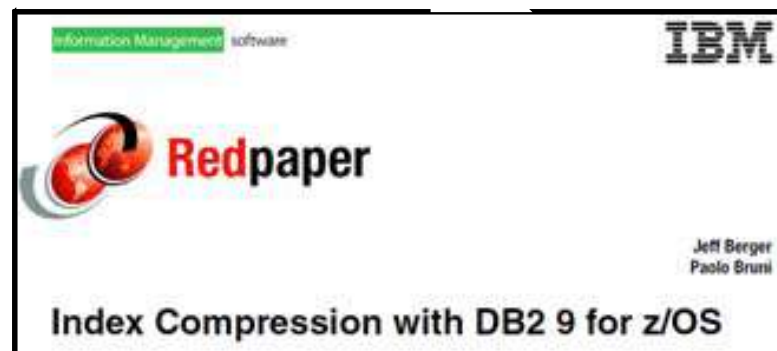 Information Management software
IBM
Redpaper
Jeff Berger
Paolo Bruni
Index Compression with DB2 9 for z/OS